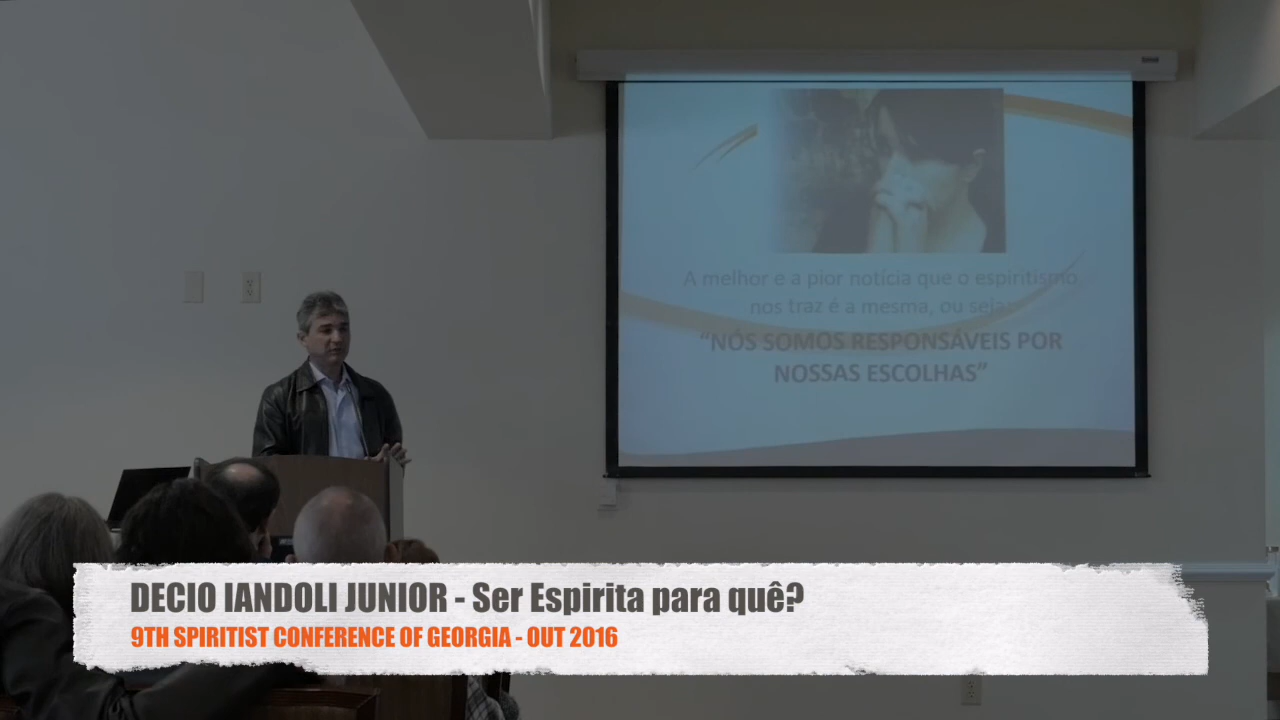 A melhor e a pior notícia que o espiritismo
nos traz é a mesma, ou seja:
“NÓS SOMOS RESPONSÁVEIS POR
NOSSAS ESCOLHAS”
DECIO IANDOLI JUNIOR - Ser Espirita para quê?
9TH SPIRITIST CONFERENCE OF GEORGIA - OUT 2016